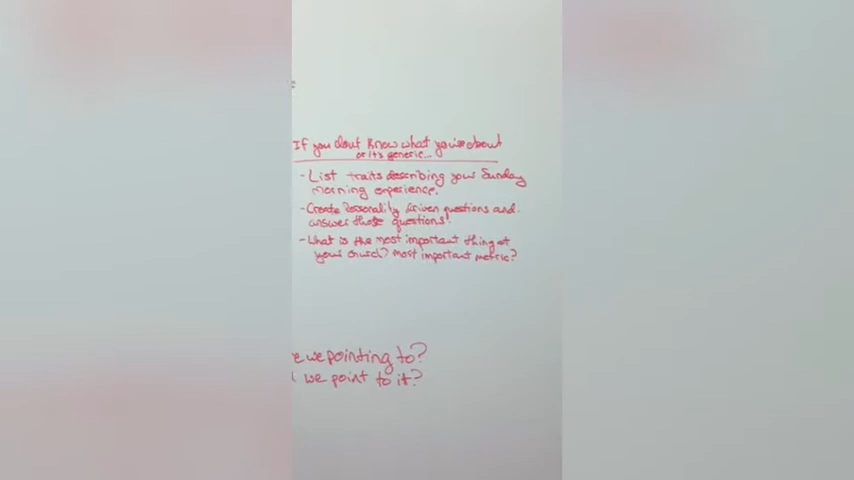 If you dont know what you're about
or it's generic...
- List traits describing your Sunday
morning experience.
- Create Personality driven questions and
answer those questions.
- What is the most important thing at
your church? most important metric?
we pointing to?
we point to it?